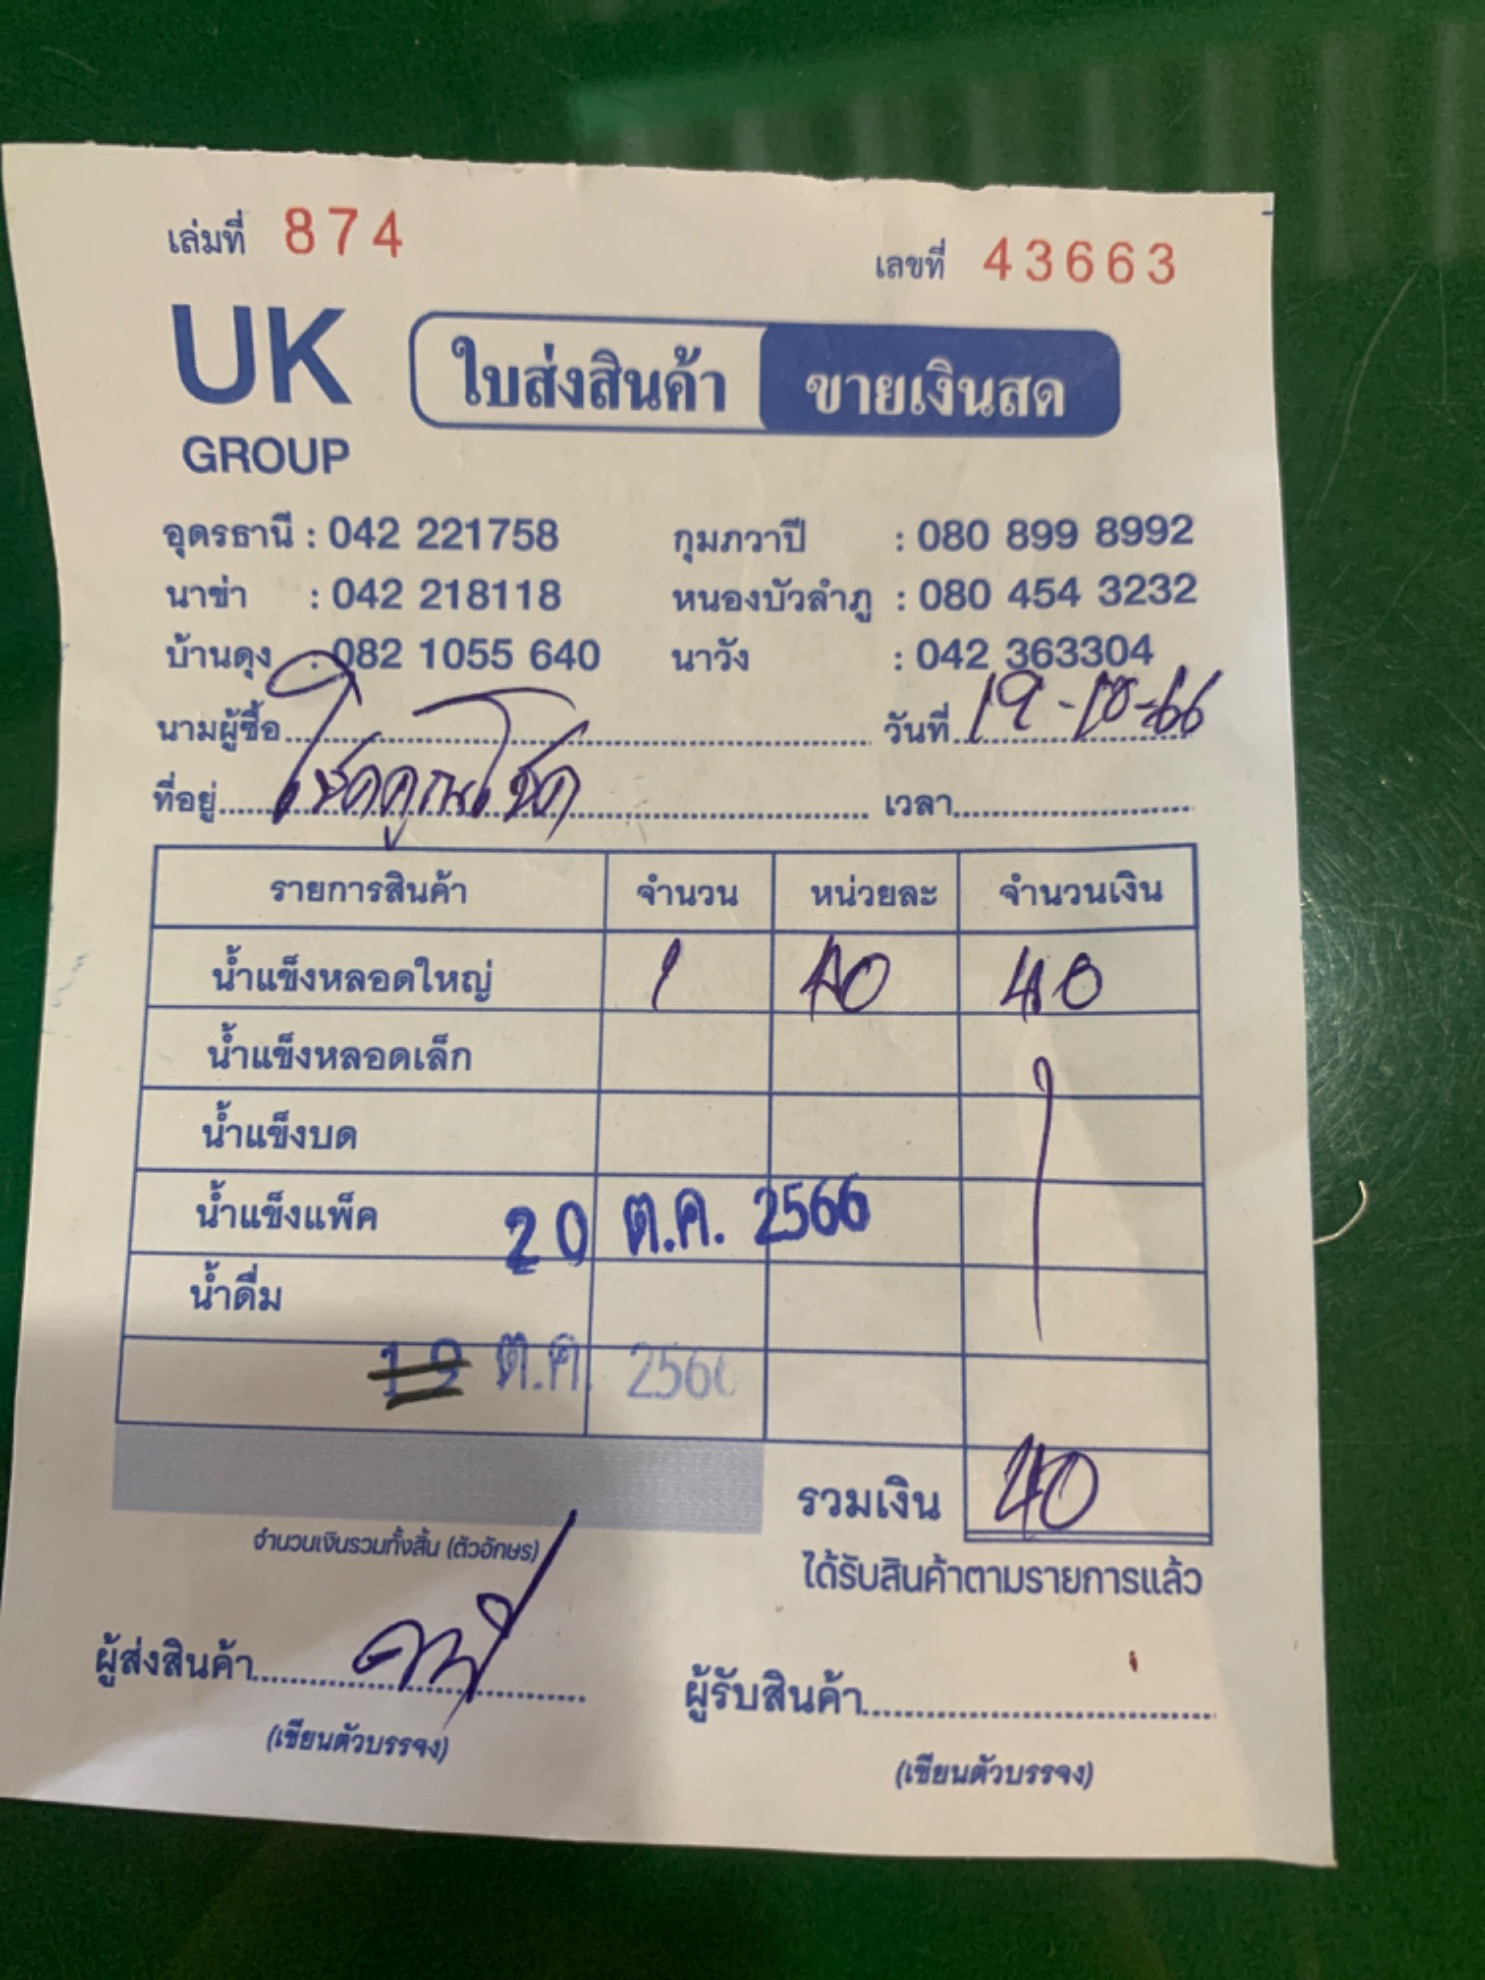 เล่มที่ 874 เลขที่ 43663
UK GROUP ใบส่งสินค้า ขายเงินสด
อุดรธานี : 042 221758 กุมภวาปี : 080 899 8992
นาข่า : 042 218118 หนองบัวลำภู : 080 454 3232
บ้านดุง : 082 1055 640 นาวัง : 042 363304
นามผู้ซื้อ วันที่ 19-10-66
ที่อยู่ โชคคูณโชค เวลา
รายการสินค้า จำนวน หน่วยละ จำนวนเงิน
น้ำแข็งหลอดใหญ่ 1 40 40
น้ำแข็งหลอดเล็ก
น้ำแข็งบด
น้ำแข็งแพ็ค 20 ต.ค. 2566
น้ำดื่ม
19 ต.ค. 2566
รวมเงิน 40
จำนวนเงินรวมทั้งสิ้น (ตัวอักษร)
ได้รับสินค้าตามรายการแล้ว
ผู้ส่งสินค้า ผู้รับสินค้า
(เขียนตัวบรรจง) (เขียนตัวบรรจง)